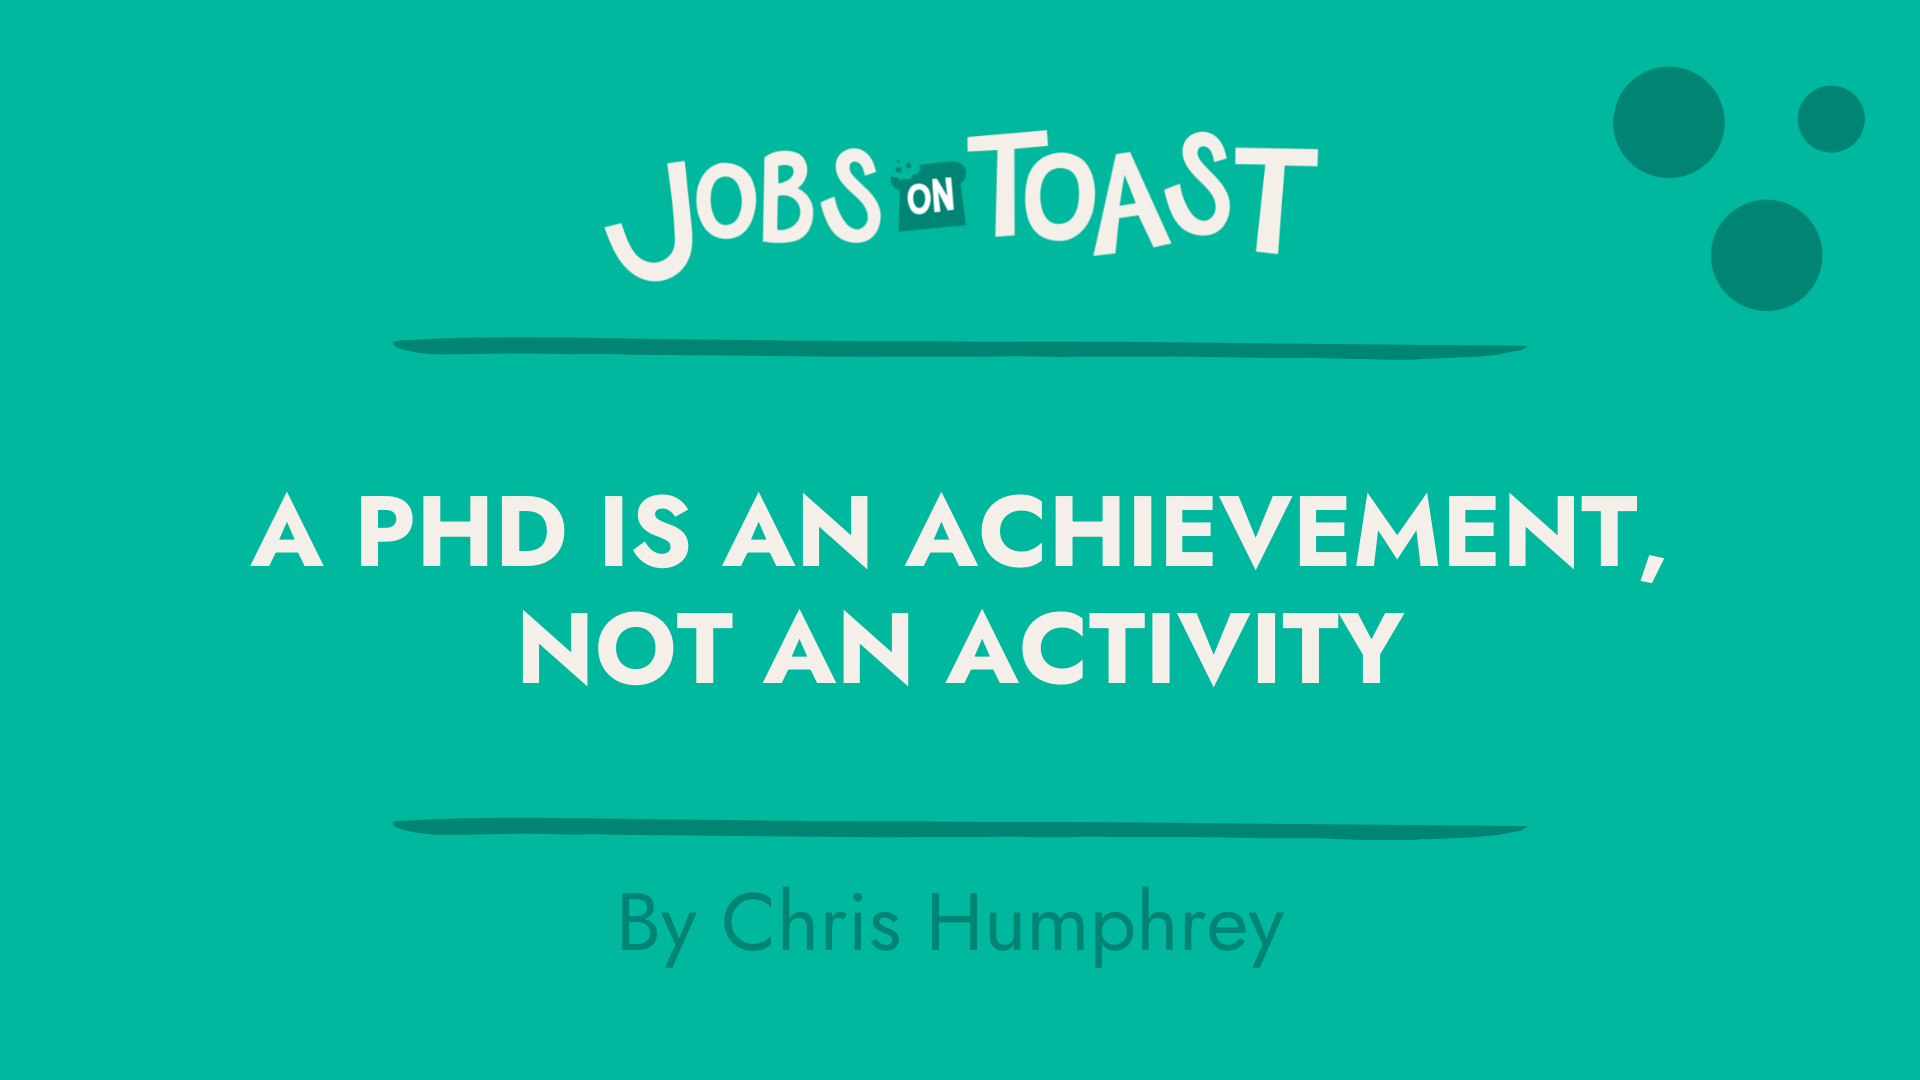 JOBS ON TOAST
A PHD IS AN ACHIEVEMENT,
NOT AN ACTIVITY
By Chris Humphrey